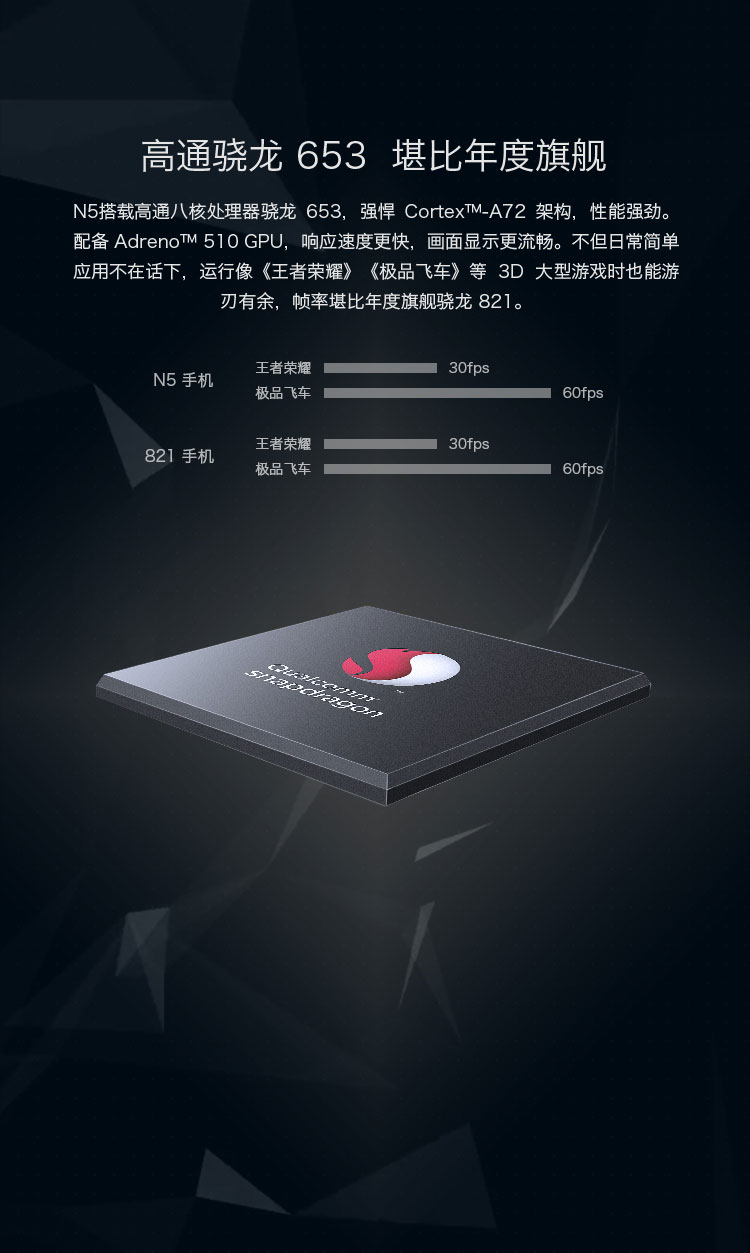 高通骁龙 653 堪比年度旗舰
N5搭载高通八核处理器骁龙 653，强悍 Cortex™-A72 架构，性能强劲。
配备 Adreno™ 510 GPU，响应速度更快，画面显示更流畅。不但日常简单
应用不在话下，运行像《王者荣耀》《极品飞车》等 3D 大型游戏时也能游
刃有余，帧率堪比年度旗舰骁龙 821。
N5 手机
王者荣耀 30fps
极品飞车 60fps
821 手机
王者荣耀 30fps
极品飞车 60fps
Qualcomm
snapdragon™